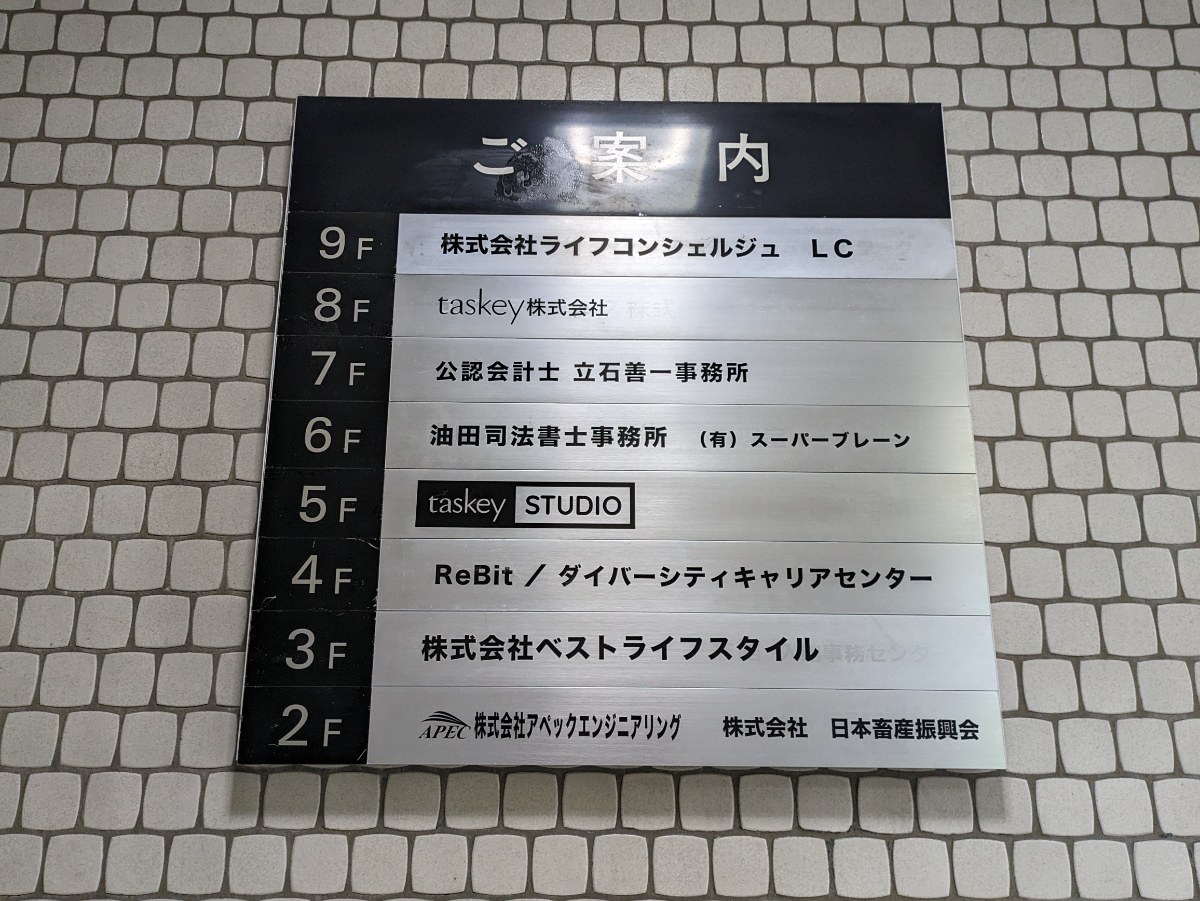 ご案内
9F 株式会社ライフコンシェルジュ LC
8F taskey株式会社
7F 公認会計士 立石善一事務所
6F 油田司法書士事務所 (有) スーパーブレーン
5F taskey STUDIO
4F ReBit / ダイバーシティキャリアセンター
3F 株式会社ベストライフスタイル
2F APEC 株式会社アペックエンジニアリング 株式会社 日本畜産振興会